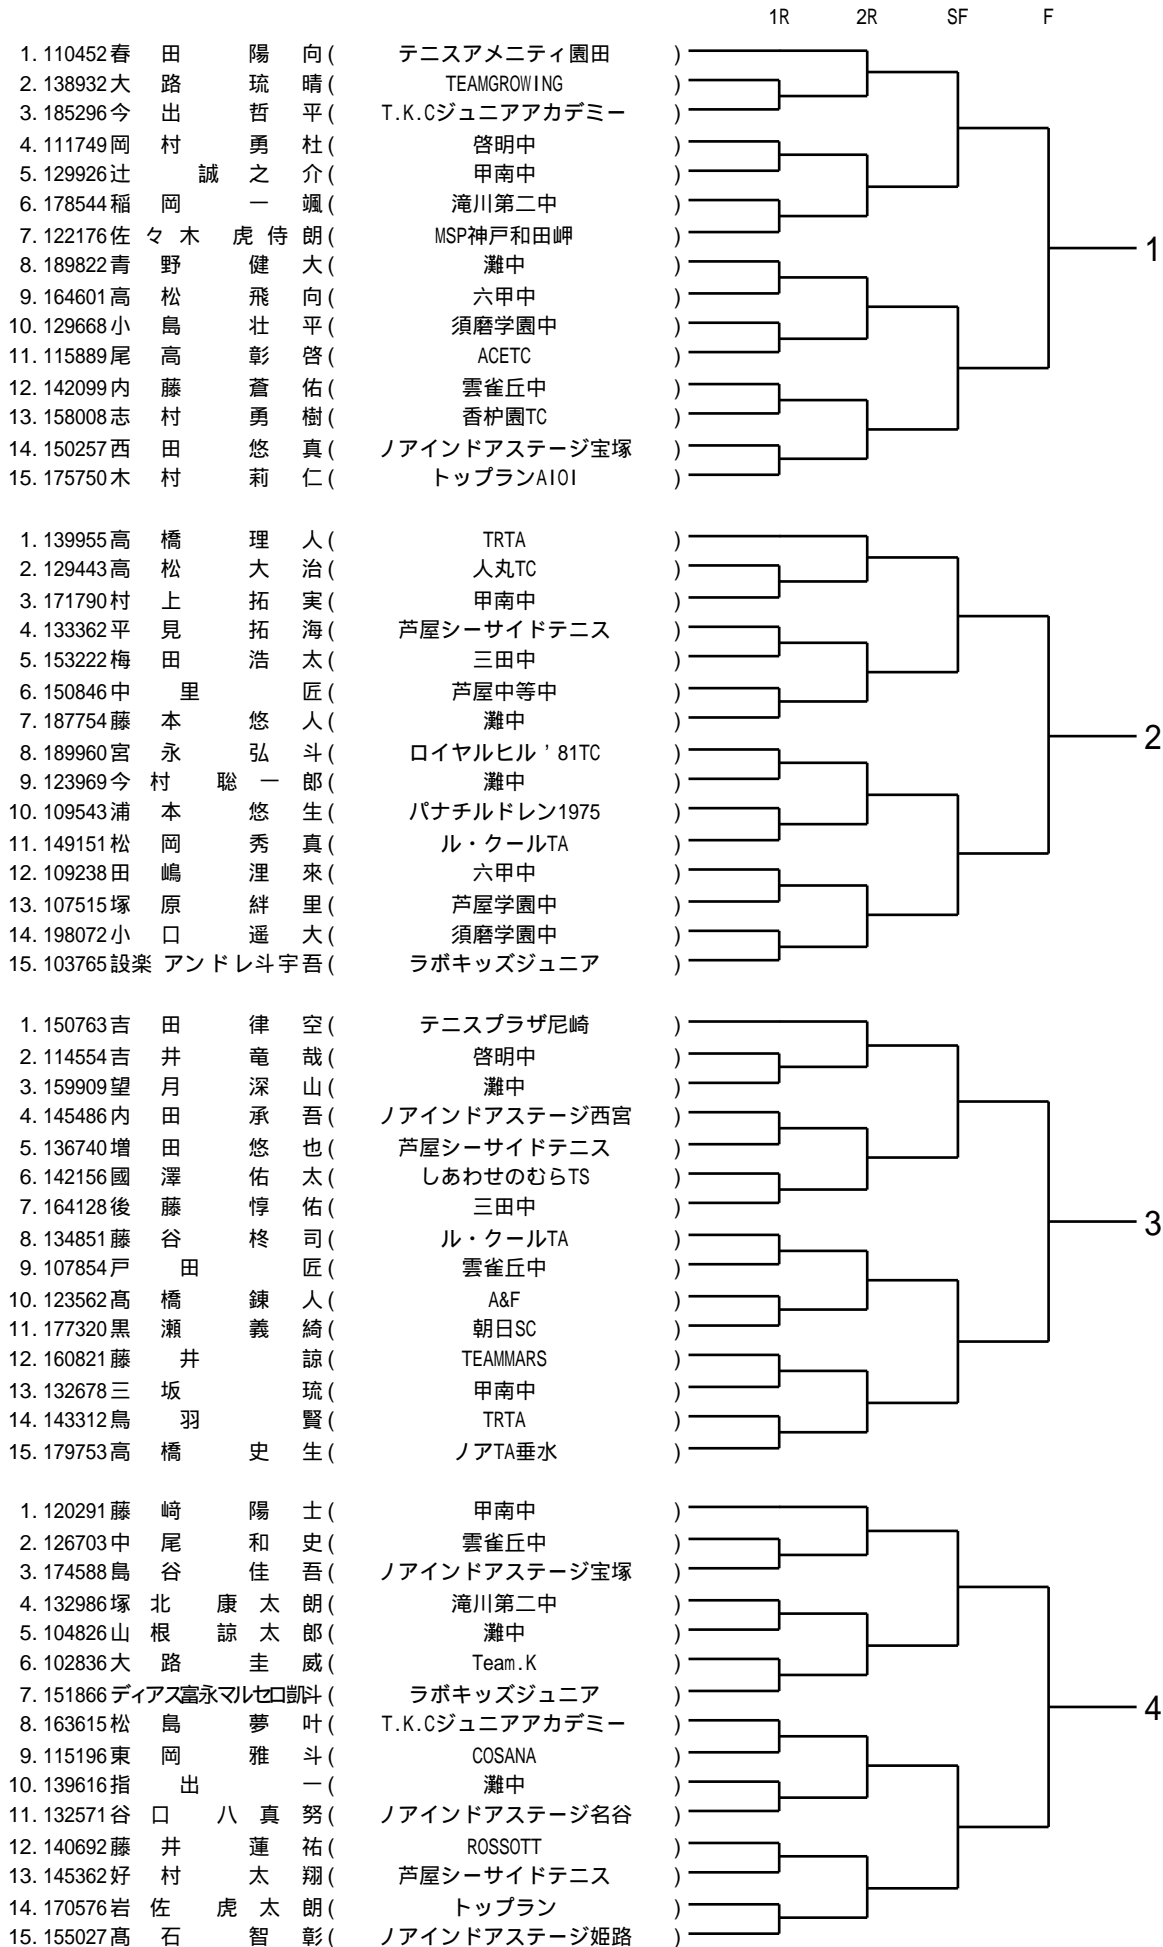 1R 2R SF F
1. 110452 春 田 陽 向 ( テニスアメニティ園田 )
2. 138932 大 路 琉 晴 ( TEAMGROWING )
3. 185296 今 出 哲 平 ( T.K.Cジュニアアカデミー )
4. 111749 岡 村 勇 杜 ( 啓明中 )
5. 129926 辻 誠 之 介 ( 甲南中 )
6. 178544 稲 岡 一 颯 ( 滝川第二中 )
7. 122176 佐 々 木 虎 侍 朗 ( MSP神戸和田岬 )
1
8. 189822 青 野 健 大 ( 灘中 )
9. 164601 高 松 飛 向 ( 六甲中 )
10. 129668 小 島 壮 平 ( 須磨学園中 )
11. 115889 尾 高 彰 啓 ( ACETC )
12. 142099 内 藤 蒼 佑 ( 雲雀丘中 )
13. 158008 志 村 勇 樹 ( 香枦園TC )
14. 150257 西 田 悠 真 ( ノアインドアステージ宝塚 )
15. 175750 木 村 莉 仁 ( トップランAIOI )
1. 139955 高 橋 理 人 ( TRTA )
2. 129443 高 松 大 治 ( 人丸TC )
3. 171790 村 上 拓 実 ( 甲南中 )
4. 133362 平 見 拓 海 ( 芦屋シーサイドテニス )
5. 153222 梅 田 浩 太 ( 三田中 )
6. 150846 中 里 匠 ( 芦屋中等中 )
7. 187754 藤 本 悠 人 ( 灘中 )
2
8. 189960 宮 永 弘 斗 ( ロイヤルヒル’81TC )
9. 123969 今 村 聡 一 郎 ( 灘中 )
10. 109543 浦 本 悠 生 ( パナチルドレン1975 )
11. 149151 松 岡 秀 真 ( ル・クールTA )
12. 109238 田 嶋 浬 來 ( 六甲中 )
13. 107515 塚 原 絆 里 ( 芦屋学園中 )
14. 198072 小 口 遥 大 ( 須磨学園中 )
15. 103765 設楽 アンドレ斗宇吾 ( ラボキッズジュニア )
1. 150763 吉 田 律 空 ( テニスプラザ尼崎 )
2. 114554 吉 井 竜 哉 ( 啓明中 )
3. 159909 望 月 深 山 ( 灘中 )
4. 145486 内 田 承 吾 ( ノアインドアステージ西宮 )
5. 136740 増 田 悠 也 ( 芦屋シーサイドテニス )
6. 142156 國 澤 佑 太 ( しあわせのむらTS )
7. 164128 後 藤 惇 佑 ( 三田中 )
3
8. 134851 藤 谷 柊 司 ( ル・クールTA )
9. 107854 戸 田 匠 ( 雲雀丘中 )
10. 123562 髙 橋 錬 人 ( A&F )
11. 177320 黒 瀬 義 綺 ( 朝日SC )
12. 160821 藤 井 諒 ( TEAMMARS )
13. 132678 三 坂 琉 ( 甲南中 )
14. 143312 鳥 羽 賢 ( TRTA )
15. 179753 高 橋 史 生 ( ノアTA垂水 )
1. 120291 藤 﨑 陽 士 ( 甲南中 )
2. 126703 中 尾 和 史 ( 雲雀丘中 )
3. 174588 島 谷 佳 吾 ( ノアインドアステージ宝塚 )
4. 132986 塚 北 康 太 朗 ( 滝川第二中 )
5. 104826 山 根 諒 太 郎 ( 灘中 )
6. 102836 大 路 圭 威 ( Team.K )
7. 151866 ディアス富永マルセロ凱斗 ( ラボキッズジュニア )
4
8. 163615 松 島 夢 叶 ( T.K.Cジュニアアカデミー )
9. 115196 東 岡 雅 斗 ( COSANA )
10. 139616 指 出 一 ( 灘中 )
11. 132571 谷 口 八 真 努 ( ノアインドアステージ名谷 )
12. 140692 藤 井 蓮 祐 ( ROSSOTT )
13. 145362 好 村 太 翔 ( 芦屋シーサイドテニス )
14. 170576 岩 佐 虎 太 朗 ( トップラン )
15. 155027 髙 石 智 彰 ( ノアインドアステージ姫路 )